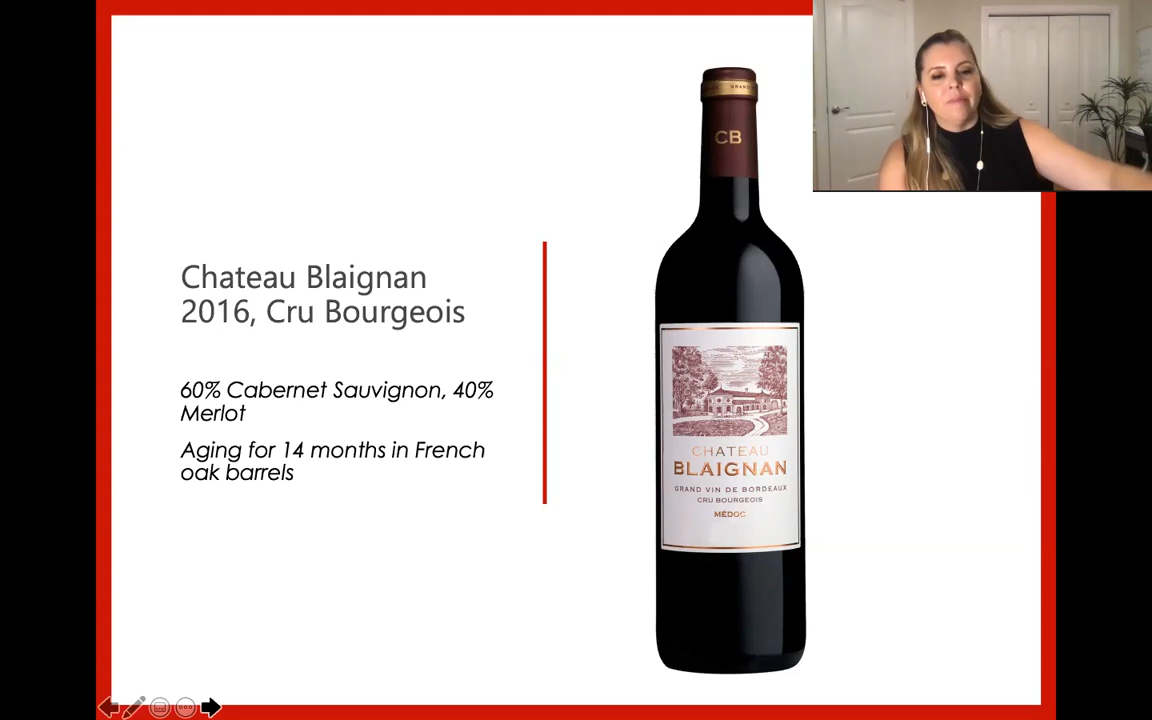 Chateau Blaignan
2016, Cru Bourgeois
60% Cabernet Sauvignon, 40%
Merlot
Aging for 14 months in French
oak barrels
GRAND
CB
CHATEAU
BLAIGNAN
GRAND VIN DE BORDEAUX
CRU BOURGEOIS
MÉDOC